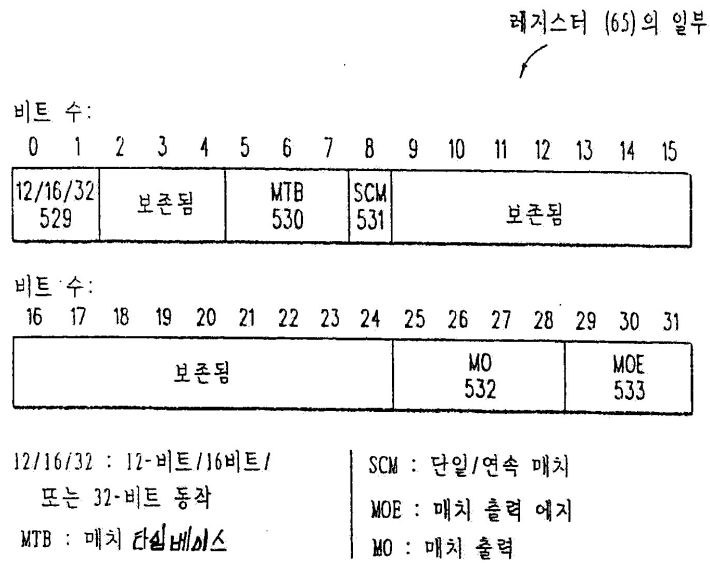 레지스터 (65)의 일부
비트 수:
0 1 2 3 4 5 6 7 8 9 10 11 12 13 14 15
12/16/32 보존됨 MTB SCM 보존됨
529 530 531
비트 수:
16 17 18 19 20 21 22 23 24 25 26 27 28 29 30 31
보존됨 MO MOE
532 533
12/16/32 : 12-비트/16비트/
또는 32-비트 동작
MTB : 매치 타임베이스
SCM : 단일/연속 매치
MOE : 매치 출력 에지
MO : 매치 출력